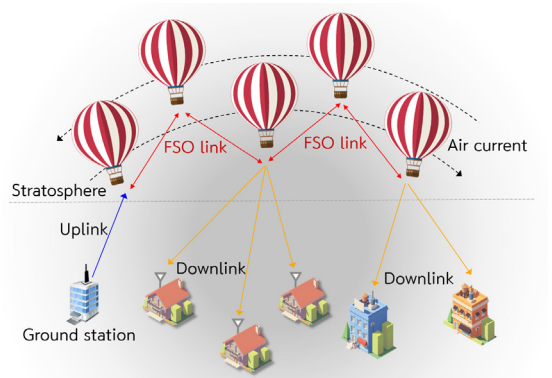 FSO link
FSO link
Air current
Stratosphere
Uplink
Downlink
Downlink
Ground station